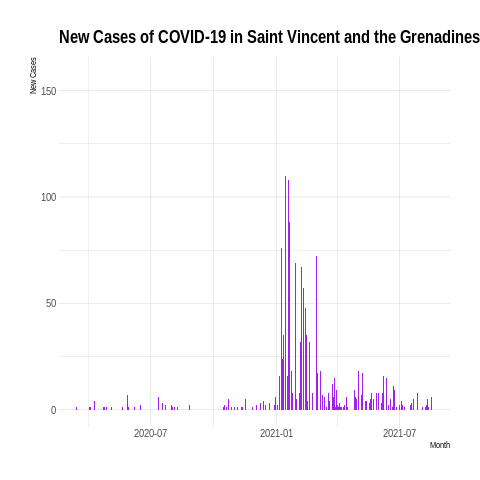 New Cases of COVID-19 in Saint Vincent and the Grenadines
New Cases
150
100
50
0
2020-07
2021-01
2021-07
Month